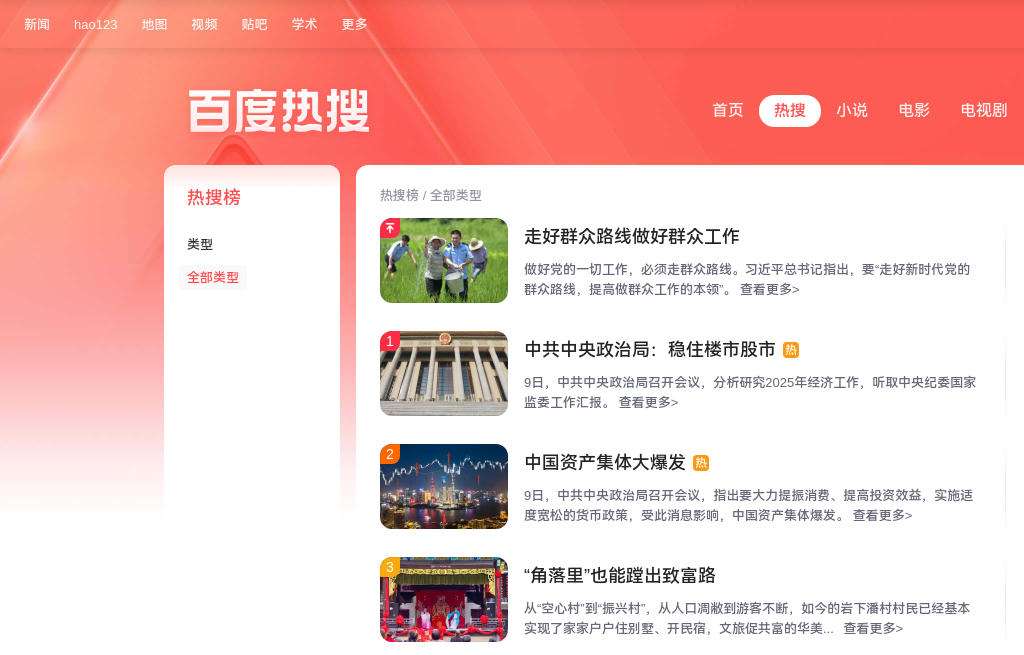 新闻 hao123 地图 视频 贴吧 学术 更多
百度热搜
首页 热搜 小说 电影 电视剧
热搜榜
类型
全部类型
热搜榜 / 全部类型
走好群众路线做好群众工作
做好党的一切工作，必须走群众路线。习近平总书记指出，要“走好新时代党的
群众路线，提高做群众工作的本领”。 查看更多>
1
中共中央政治局：稳住楼市股市 热
9日，中共中央政治局召开会议，分析研究2025年经济工作，听取中央纪委国家
监委工作汇报。 查看更多>
2
中国资产集体大爆发 热
9日，中共中央政治局召开会议，指出要大力提振消费、提高投资效益，实施适
度宽松的货币政策，受此消息影响，中国资产集体爆发。 查看更多>
3
“角落里”也能蹚出致富路
从“空心村”到“振兴村”，从人口凋敝到游客不断，如今的岩下潘村村民已经基本
实现了家家户户住别墅、开民宿，文旅促共富的华美... 查看更多>